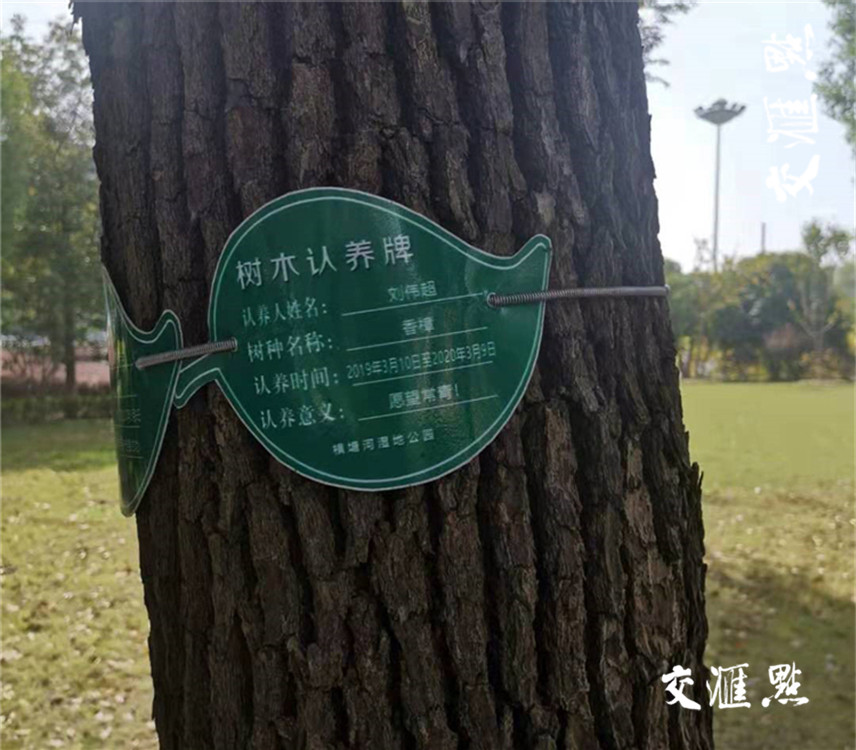 树木认养牌
认养人姓名： 刘伟超
树种名称： 香樟
认养时间： 2019年3月10日至2020年3月9日
认养意义： 愿望常青！
横塘河湿地公园
交汇點
交汇點